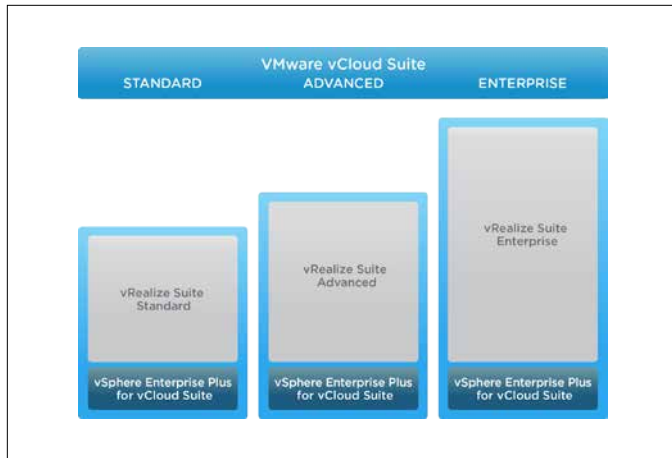 VMware vCloud Suite
STANDARD
ADVANCED
ENTERPRISE
vRealize Suite
Standard
vRealize Suite
Advanced
vRealize Suite
Enterprise
vSphere Enterprise Plus
for vCloud Suite
vSphere Enterprise Plus
for vCloud Suite
vSphere Enterprise Plus
for vCloud Suite